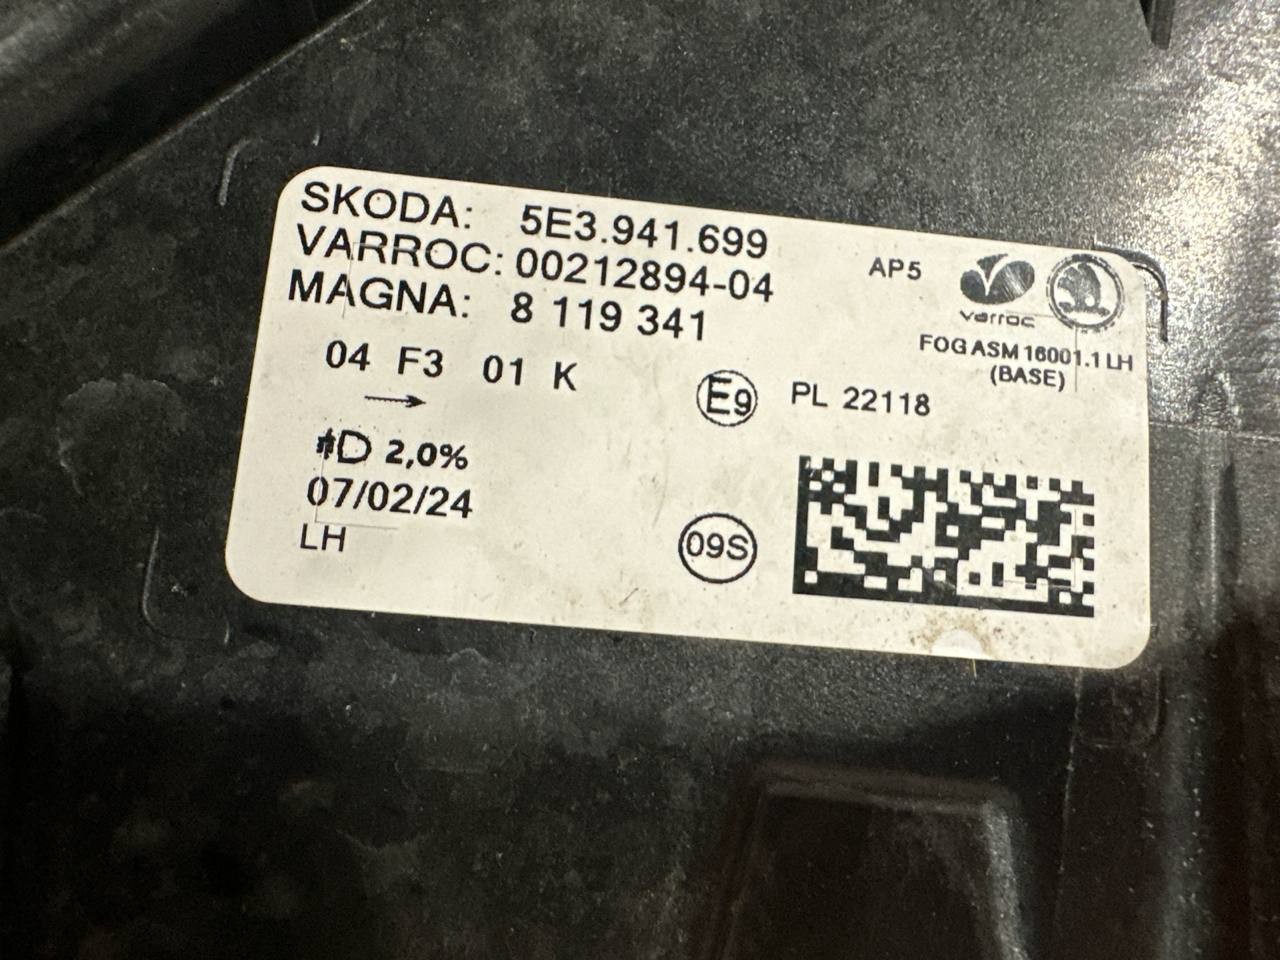 SKODA: 5E3.941.699
VARROC: 00212894-04
MAGNA: 8 119 341
AP5
varroc
FOG ASM 16001.1 LH
(BASE)
04 F3 01 K
E9 PL 22118
D 2,0%
07/02/24
LH
09S